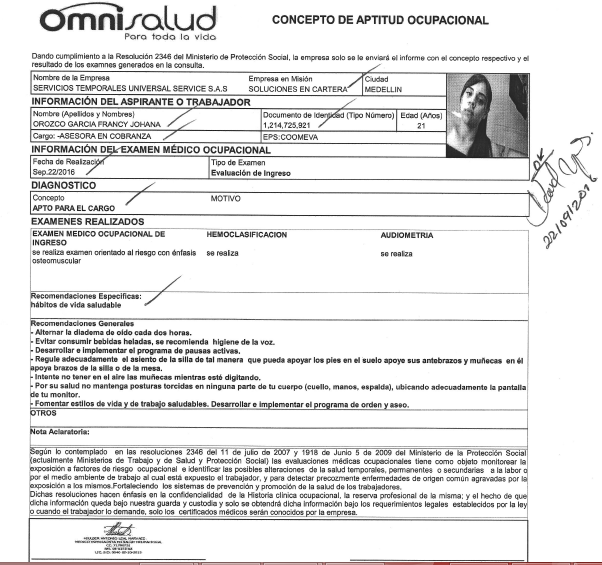 Omnisalud
Para toda la vida
CONCEPTO DE APTITUD OCUPACIONAL
Dando cumplimiento a la Resolución 2346 del Ministerio de Protección Social, la empresa solo se le enviará el informe con el concepto respectivo y el
resultado de los examnes generados en la consulta.
Nombre de la Empresa Empresa en Misión Ciudad
SERVICIOS TEMPORALES UNIVERSAL SERVICE S.A.S SOLUCIONES EN CARTERA MEDELLIN
INFORMACIÓN DEL ASPIRANTE O TRABAJADOR
Nombre (Apellidos y Nombres) Documento de Identidad (Tipo Número) Edad (Años)
OROZCO GARCIA FRANCY JOHANA 1,214,725,921 21
Cargo: -ASESORA EN COBRANZA EPS:COOMEVA
INFORMACIÓN DEL EXAMEN MÉDICO OCUPACIONAL
Fecha de Realización Tipo de Examen
Sep.22/2016 Evaluación de Ingreso
DIAGNOSTICO
Concepto MOTIVO
APTO PARA EL CARGO
OK
22/09/2016
EXAMENES REALIZADOS
EXAMEN MEDICO OCUPACIONAL DE HEMOCLASIFICACION AUDIOMETRIA
INGRESO
se realiza examen orientado al riesgo con énfasis se realiza se realiza
osteomuscular
Recomendaciones Especificas:
hábitos de vida saludable
Recomendaciones Generales
- Alternar la diadema de oido cada dos horas.
- Evitar consumir bebidas heladas, se recomienda higiene de la voz.
- Desarrollar e implementar el programa de pausas activas.
- Regule adecuadamente el asiento de la silla de tal manera que pueda apoyar los pies en el suelo apoye sus antebrazos y muñecas en él
apoya brazos de la silla o de la mesa.
- Intente no tener en el aire las muñecas mientras esté digitando.
- Por su salud no mantenga posturas torcidas en ninguna parte de tu cuerpo (cuello, manos, espalda), ubicando adecuadamente la pantalla
de tu monitor.
- Fomentar estilos de vida y de trabajo saludables. Desarrollar e implementar el programa de orden y aseo.
OTROS
Nota Aclaratoria:
Según lo contemplado en las resoluciones 2346 del 11 de julio de 2007 y 1918 de Junio 5 de 2009 del Ministerio de la Protección Social
(actualmente Ministerios de Trabajo y de Salud y Protección Social) las evaluaciones médicas ocupacionales tiene como objeto monitorear la
exposición a factores de riesgo ocupacional e identificar las posibles alteraciones de la salud temporales, permanentes o secundarias a la labor o
por el medio ambiente de trabajo al cual está expuesto el trabajador, y para detectar precozmente enfermedades de origen común agravadas por la
exposición a los mismos.Fortaleciendo los sistemas de prevención y promoción de la salud de los trabajadores.
Dichas resoluciones hacen énfasis en la confidencialidad de la Historia clínica ocupacional, la reserva profesional de la misma; y el hecho de que
dicha información queda bajo nuestra guarda y custodia y solo se obtendrá dicha información bajo los requerimientos legales establecidos por la ley
o cuando el trabajador lo demande, solo los certificados médicos serán conocidos por la empresa.